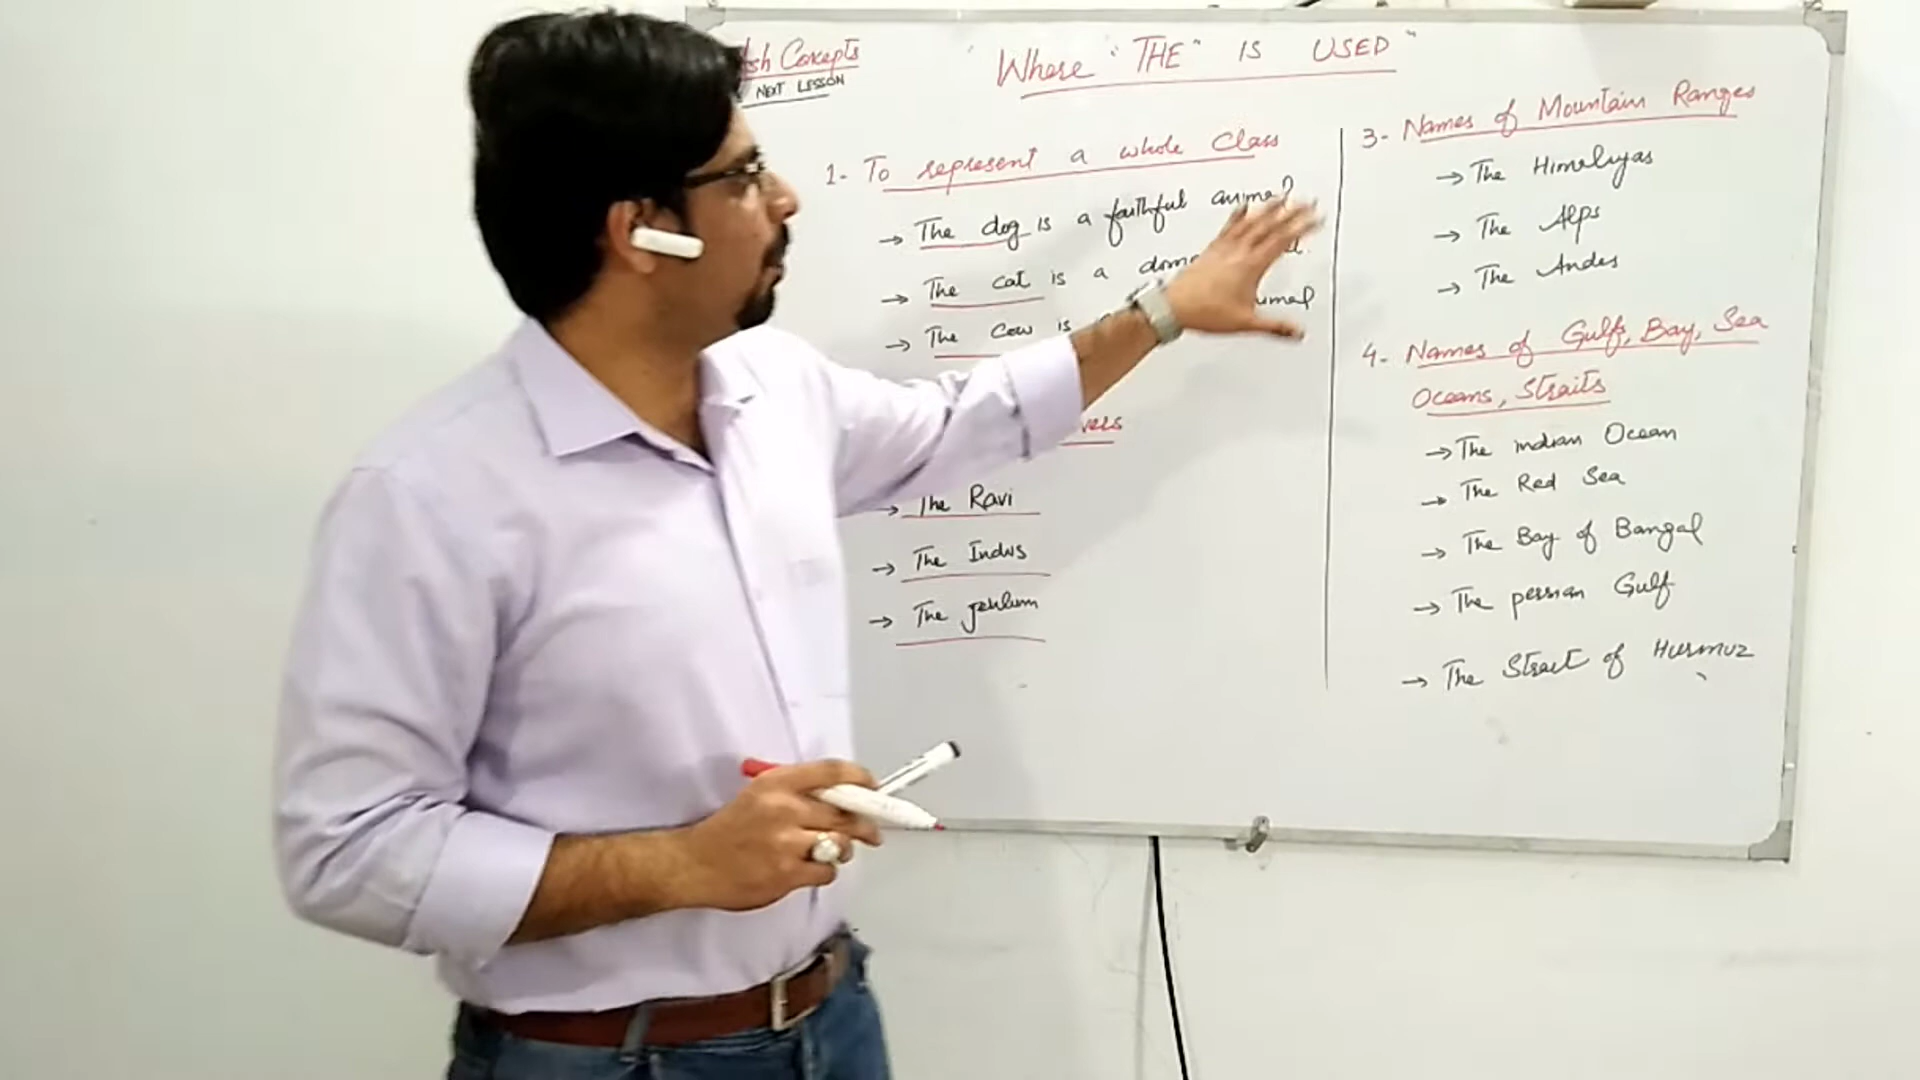 Concepts
NEXT LESSON
"Where "THE" IS USED"
1- To represent a whole Class
→ The dog is a faithful animal
→ The cat is a
→ The Cow is
→ The Ravi
→ The Indus
→ The jehlum
3- Names of Mountain Ranges
→ The Himalyas
→ The Alps
→ The Andes
4- Names of Gulfs, Bay, Sea
Oceans, Straits
→ The indian Ocean
→ The Red Sea
→ The Bay of Bangal
→ The persian Gulf
→ The Strait of Hurmuz